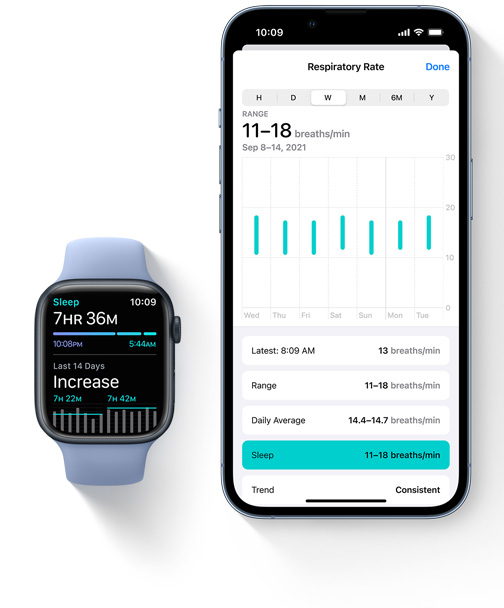 Sleep 10:09
7HR 36M
10:08PM 5:44AM
Last 14 Days
Increase
7H 22M 7H 42M
10:09
Respiratory Rate Done
H D W M 6M Y
RANGE
11–18 breaths/min
Sep 8–14, 2021
30
20
10
0
Wed Thu Fri Sat Sun Mon Tue
Latest: 8:09 AM 13 breaths/min
Range 11–18 breaths/min
Daily Average 14.4–14.7 breaths/min
Sleep 11–18 breaths/min
Trend Consistent